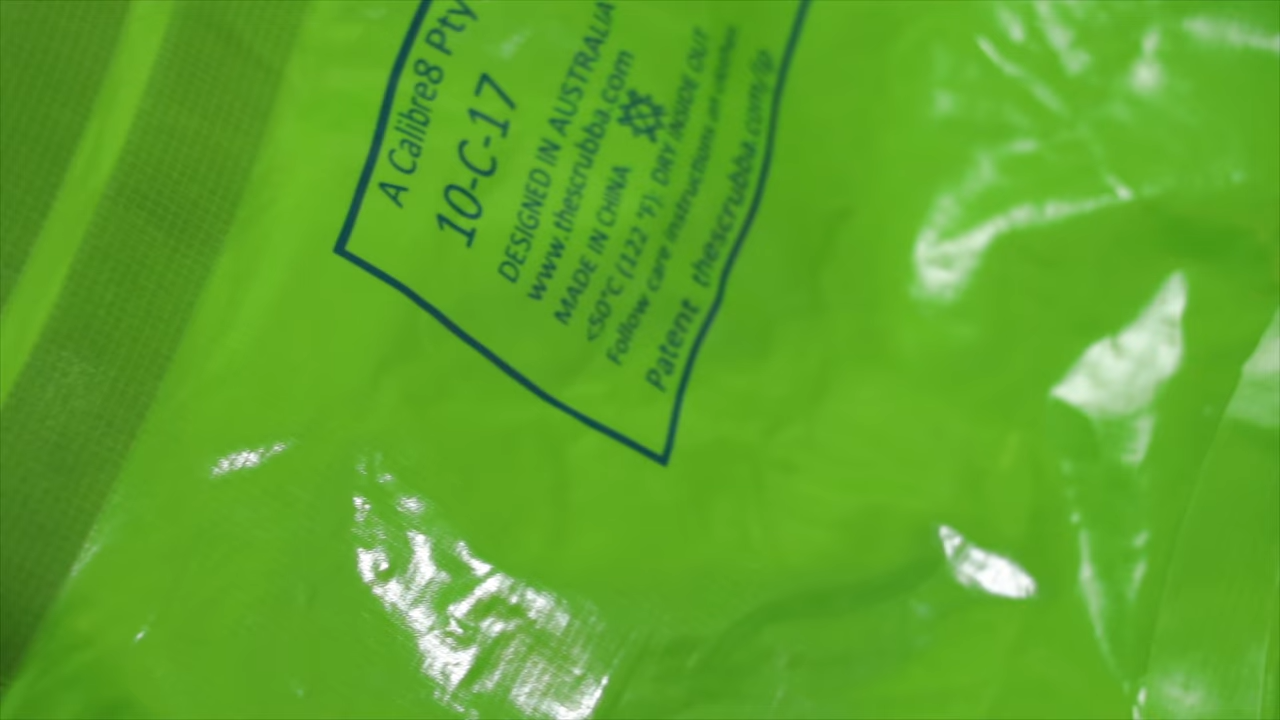 A Calibre8 Pty
10-C-17
DESIGNED IN AUSTRALIA
www.thescrubba.com
MADE IN CHINA
<50°C (122 °F). DRY INSIDE OUT
Follow care instructions at
Patent thescrubba.com/ip